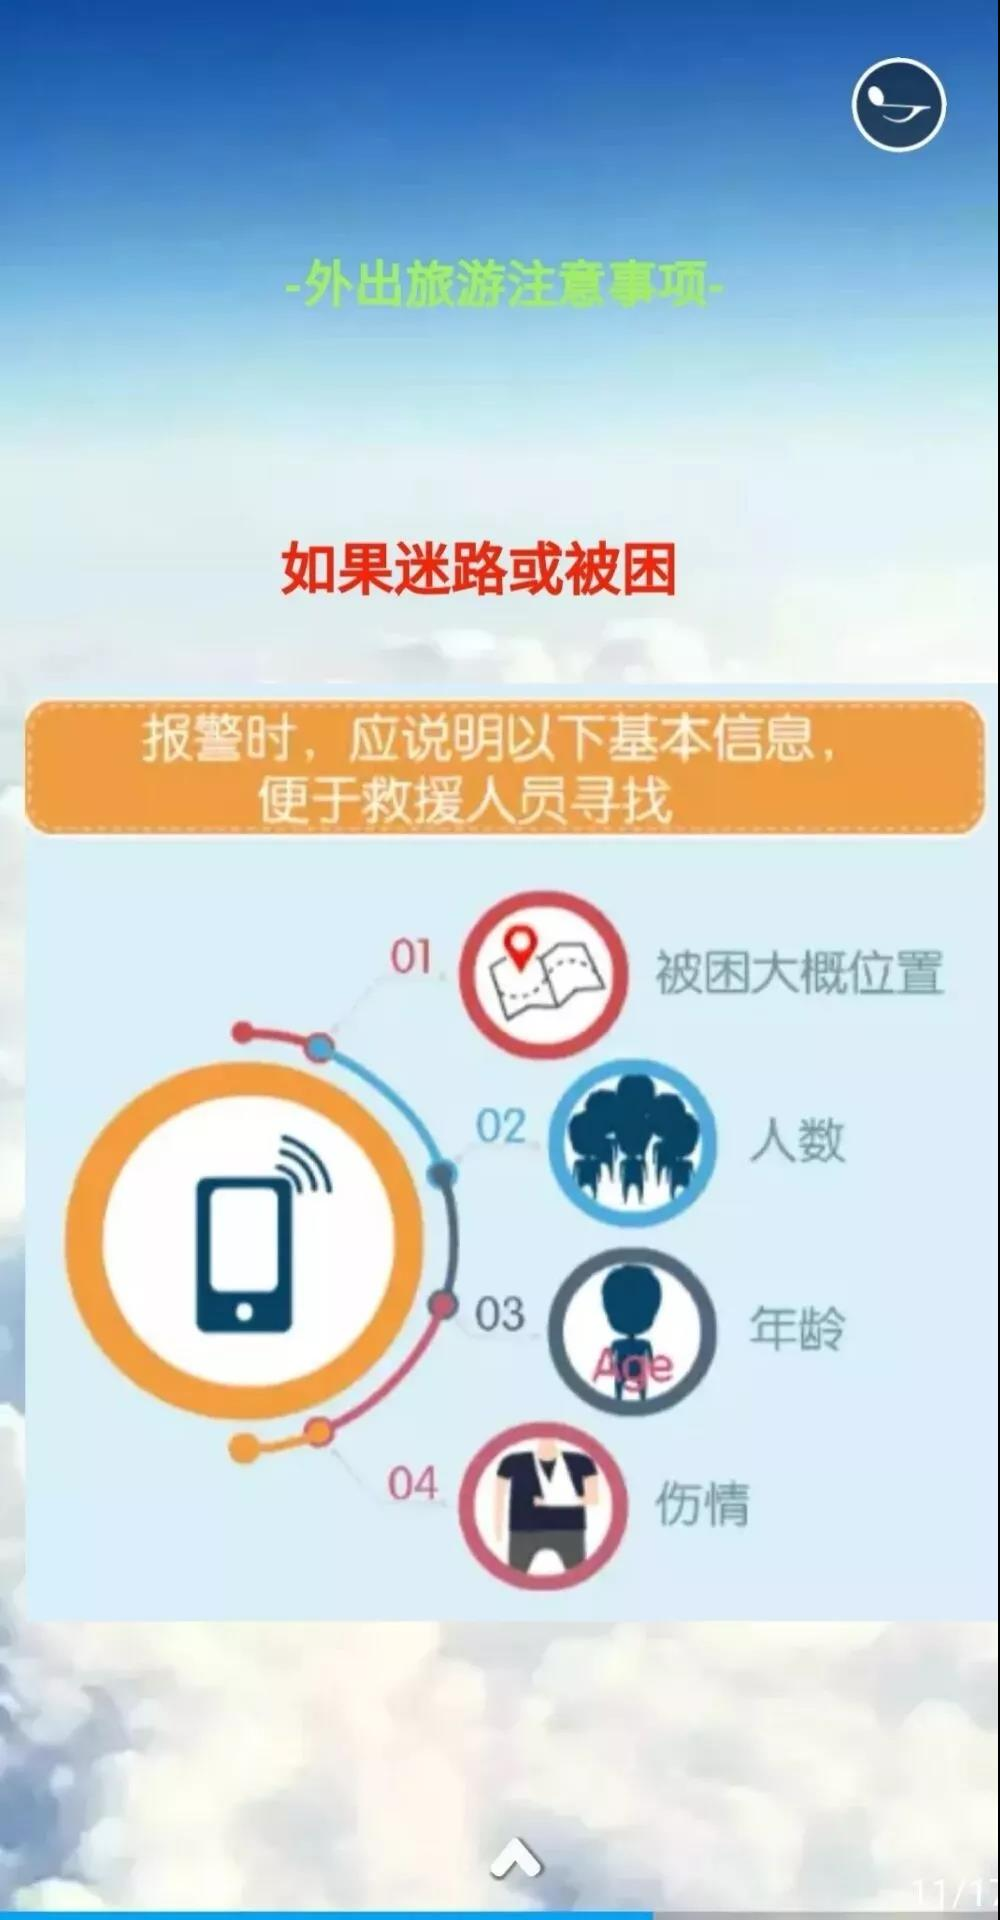 -外出旅游注意事项-
如果迷路或被困
报警时，应说明以下基本信息，
便于救援人员寻找
01
被困大概位置
02
人数
03
年龄
Age
04
伤情
11/17